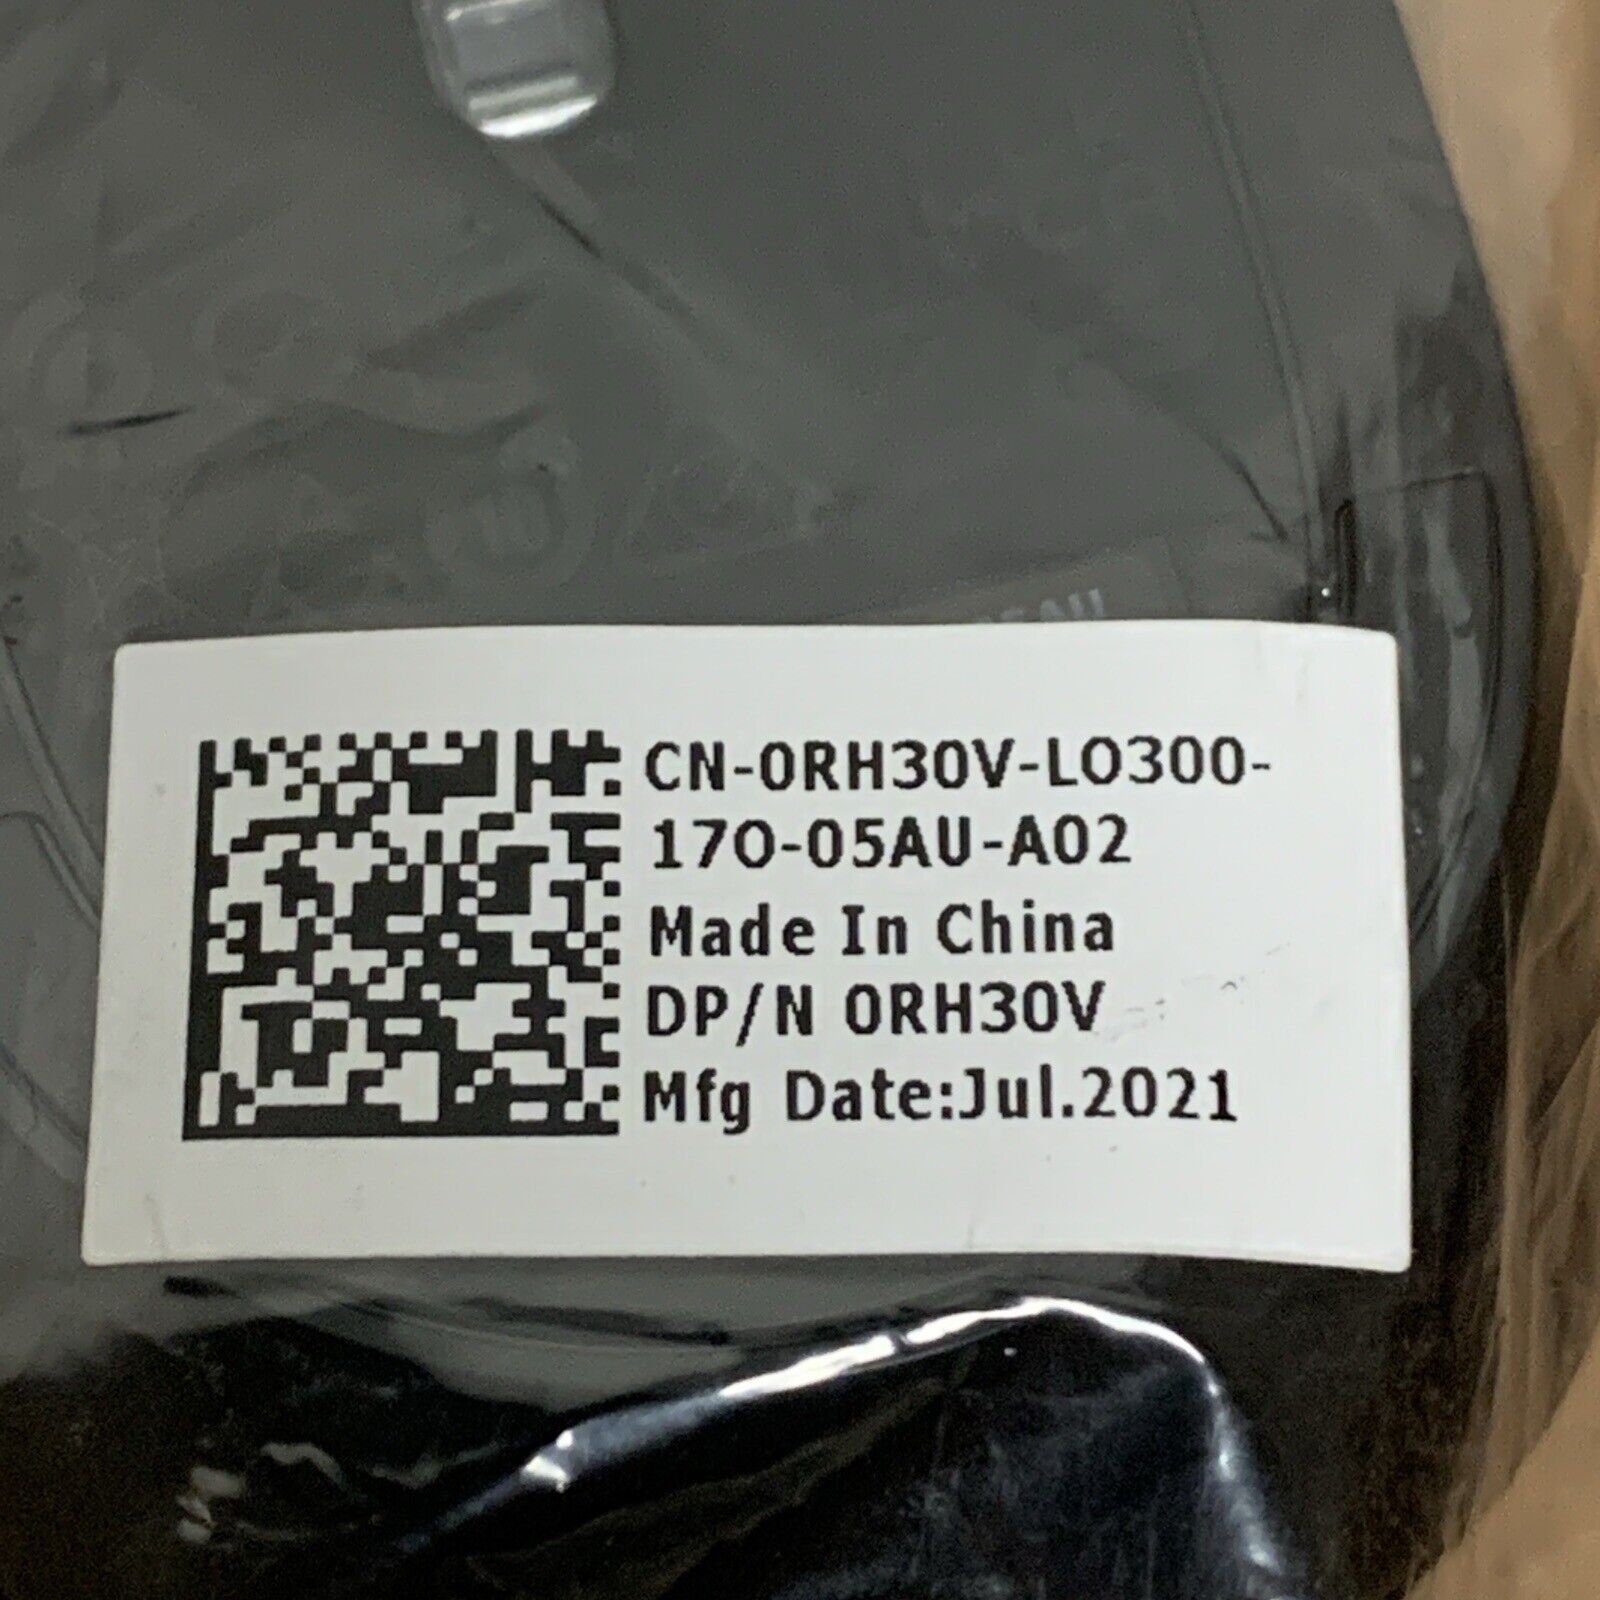 CN-0RH30V-LO300-
17O-05AU-A02
Made In China
DP/N 0RH30V
Mfg Date:Jul.2021